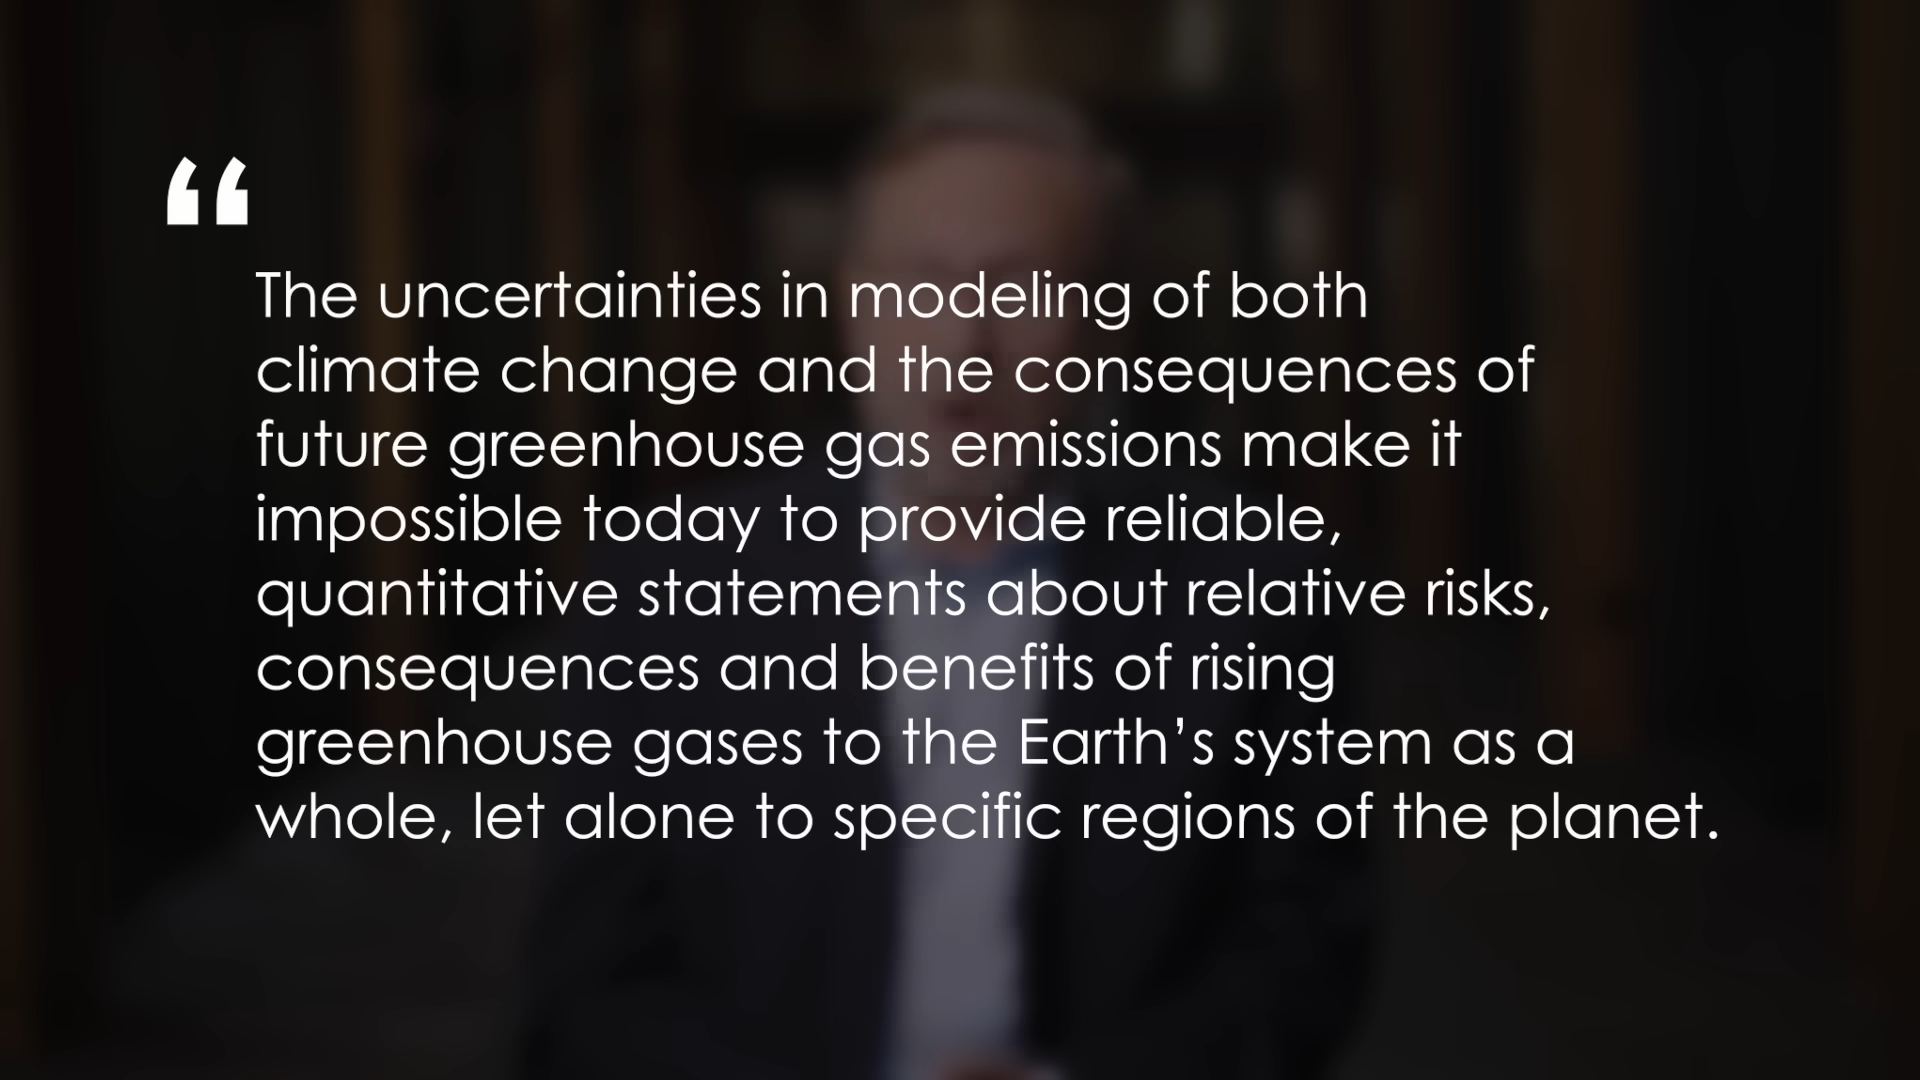 “
The uncertainties in modeling of both
climate change and the consequences of
future greenhouse gas emissions make it
impossible today to provide reliable,
quantitative statements about relative risks,
consequences and benefits of rising
greenhouse gases to the Earth’s system as a
whole, let alone to specific regions of the planet.